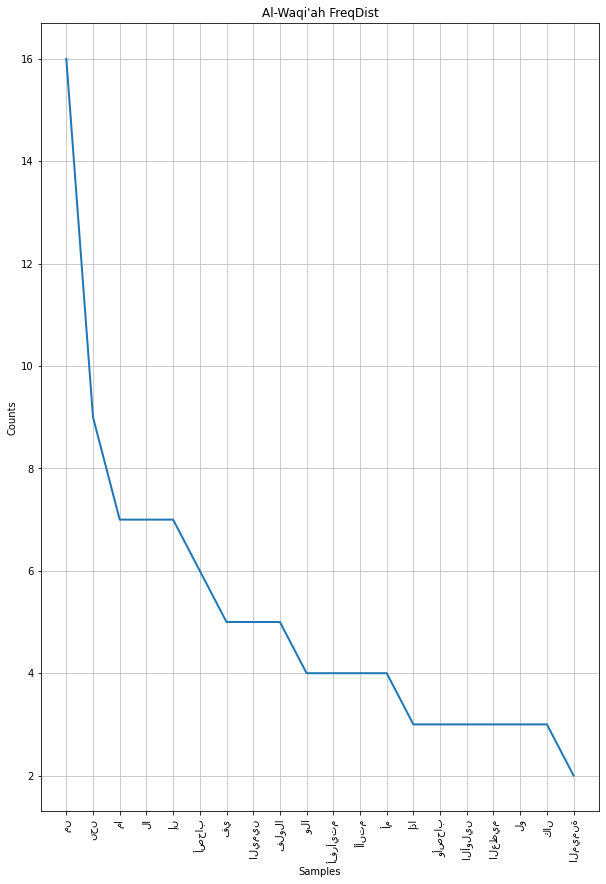 Al-Waqi'ah FreqDist
16
14
12
10
8
6
4
2
Counts
من
نحن
ما
لا
إن
أصحاب
في
اليمين
فلولا
ولا
أفرأيتم
أأنتم
أم
إذا
وأصحاب
الأولين
العظيم
لو
كان
الميمنة
Samples